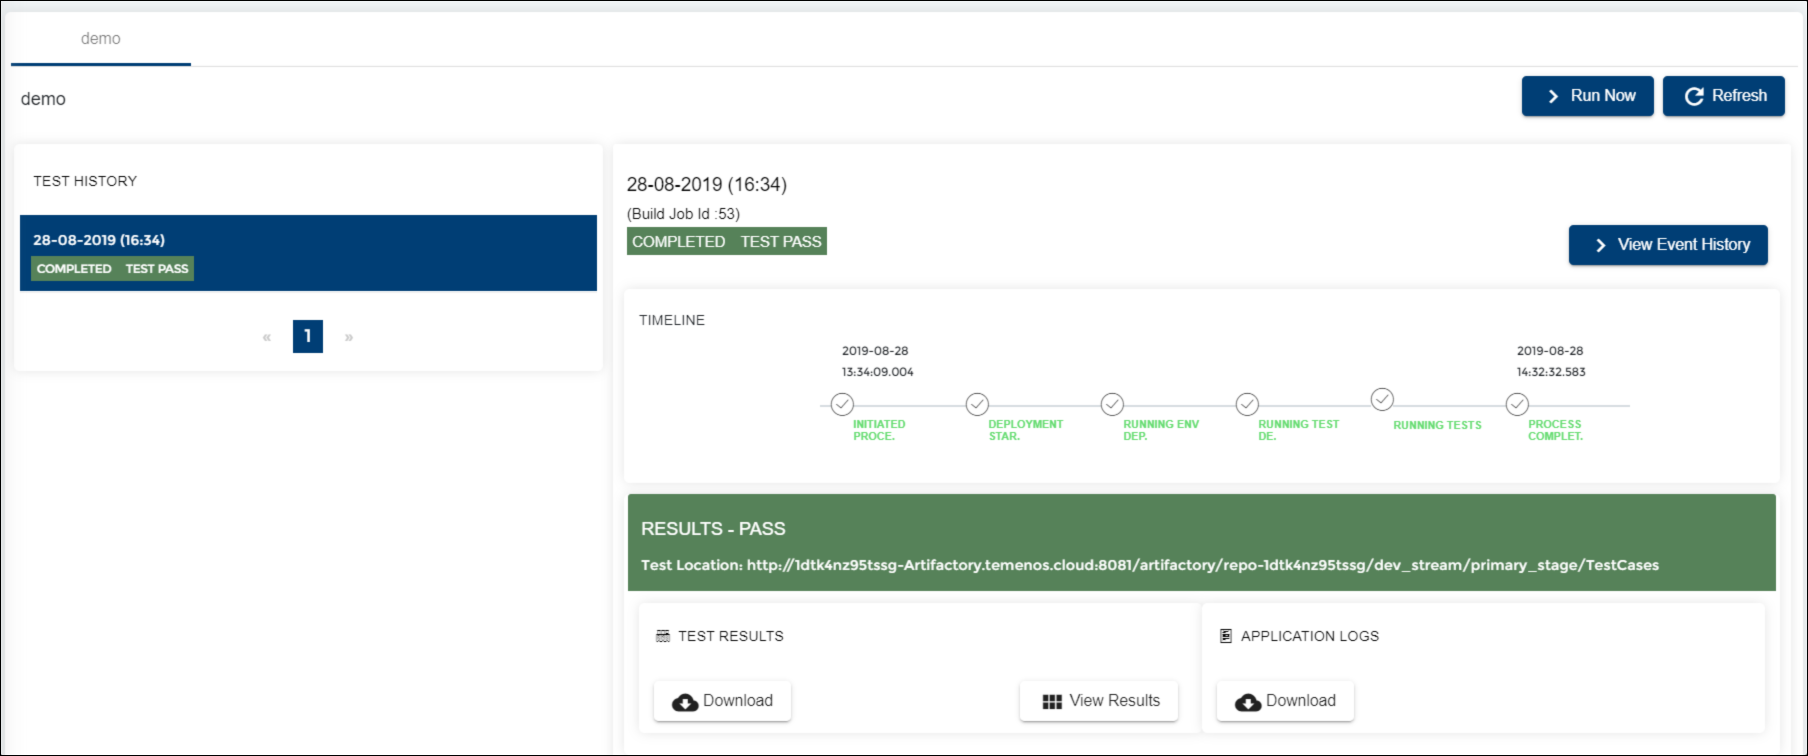 demo
demo
Run Now
Refresh
TEST HISTORY
28-08-2019 (16:34)
COMPLETED TEST PASS
« 1 »
28-08-2019 (16:34)
(Build Job Id :53)
COMPLETED TEST PASS
View Event History
TIMELINE
2019-08-28
13:34:09.004
2019-08-28
14:32:32.583
INITIATED
PROCE.
DEPLOYMENT
STAR.
RUNNING ENV
DEP.
RUNNING TEST
DE.
RUNNING TESTS
PROCESS
COMPLET.
RESULTS - PASS
Test Location: http://1dtk4nz95tssg-Artifactory.temenos.cloud:8081/artifactory/repo-1dtk4nz95tssg/dev_stream/primary_stage/TestCases
TEST RESULTS
Download
View Results
APPLICATION LOGS
Download